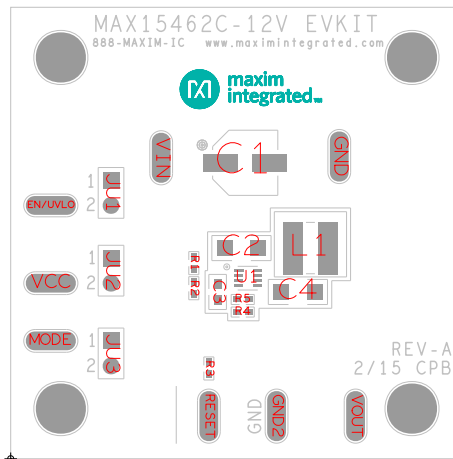 MAX15462C-12V EVKIT
888-MAXIM-IC www.maximintegrated.com
maxim
integrated™
VIN
C1
GND
1
2
JU1
EN/UVLO
C2
L1
1
2
JU2
VCC
R1
R2
C3
U1
C4
R5
R4
MODE
1
2
JU3
R3
REV-A
2/15 CPB
RESET
GND
GND2
VOUT